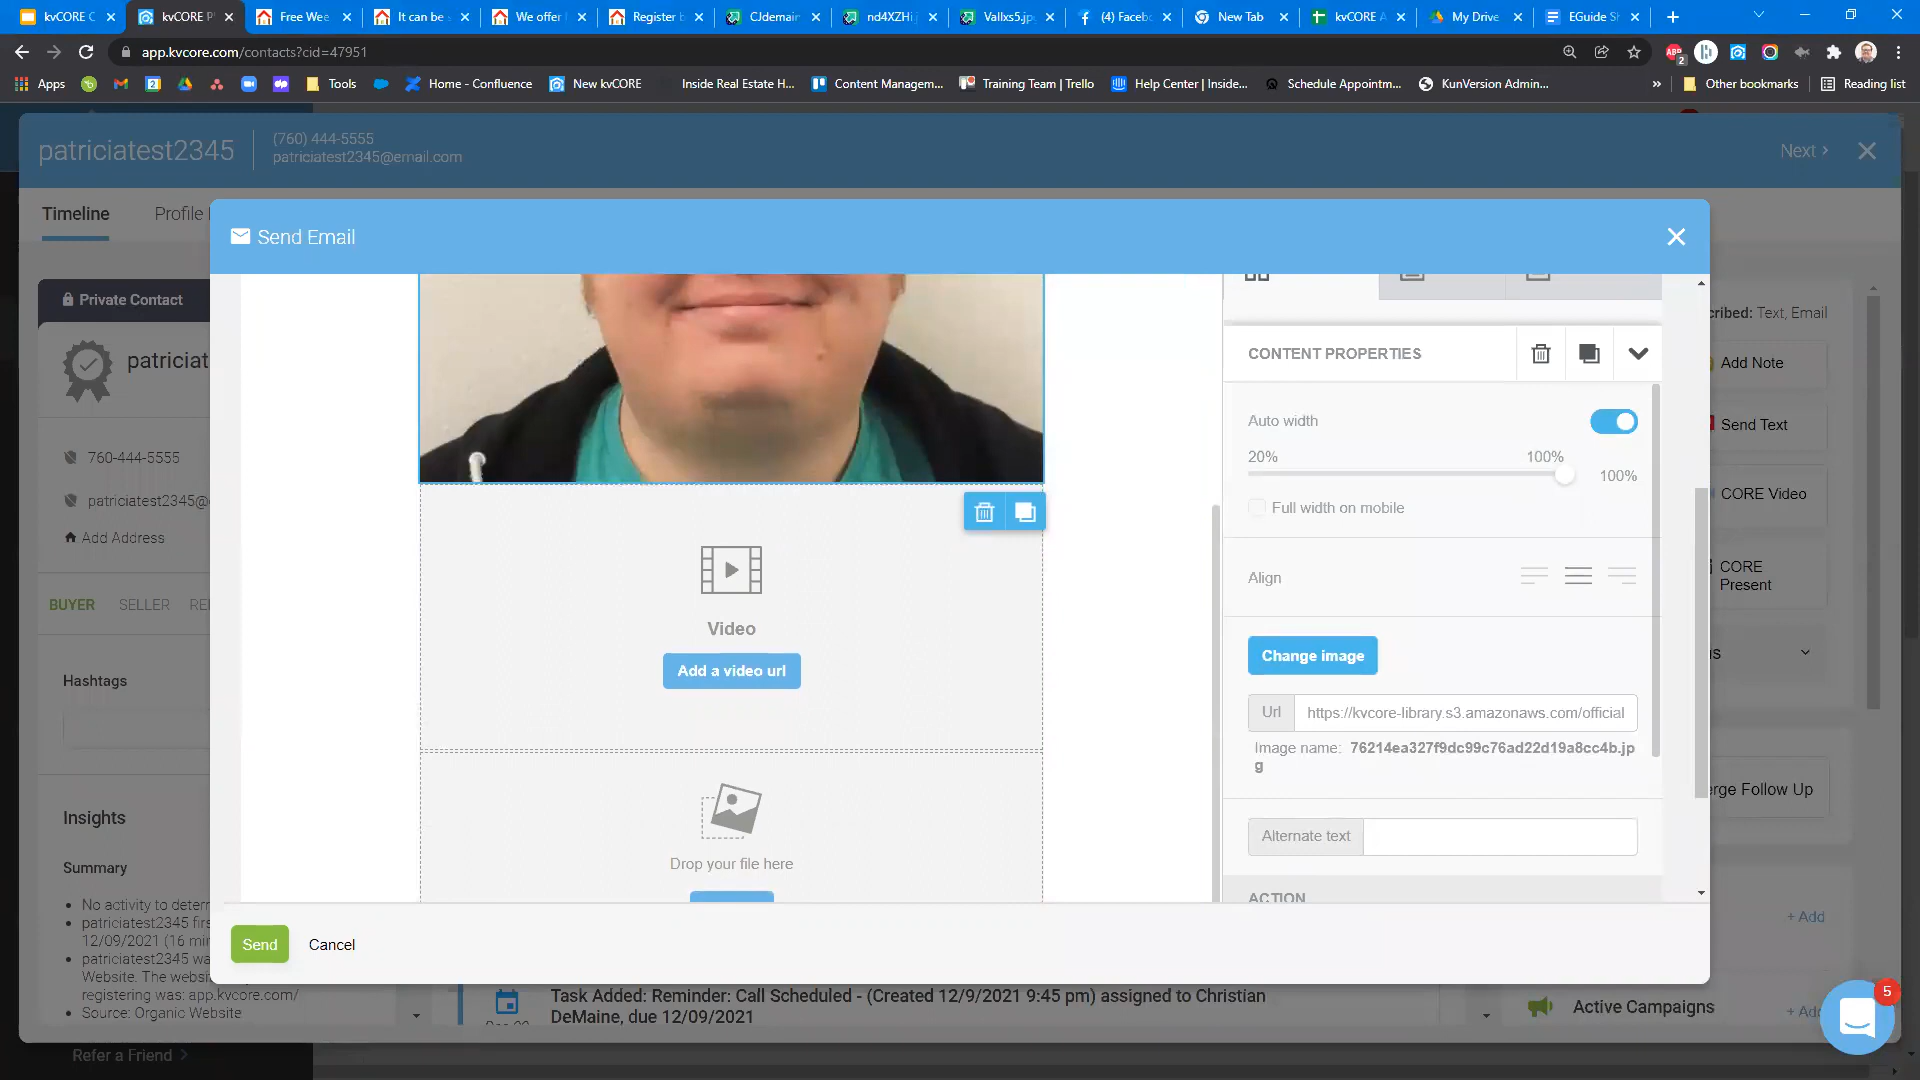 kvCORE C
kvCORE P
Free Wee
It can be s
We offer
Register b
CJdemain
nd4XZHi.j
Vallxs5.jp
(4) Faceb
New Tab
kvCORE A
My Drive
EGuide Sh
app.kvcore.com/contacts?cid=47951
2
Apps
Tools
Home - Confluence
New kvCORE
Inside Real Estate H...
Content Managem...
Training Team | Trello
Help Center | Inside...
Schedule Appointm...
KunVersion Admin...
»
Other bookmarks
Reading list
patriciatest2345
(760) 444-5555
patriciatest2345@email.com
Next
Timeline
Profile
Send Email
Private Contact
patriciat
760-444-5555
patriciatest2345@
Add Address
BUYER SELLER RE
Hashtags
Insights
Summary
No activity to deterr
patriciatest2345 firs
12/09/2021 (16 min
patriciatest2345 wa
Website. The websi
registering was: app.kvcore.com/
Source: Organic Website
Refer a Friend
Video
Add a video url
Drop your file here
CONTENT PROPERTIES
Auto width
20%
100%
100%
Full width on mobile
Align
Change image
Url
https://kvcore-library.s3.amazonaws.com/official
Image name: 76214ea327f9dc99c76ad22d19a8cc4b.jp
g
Alternate text
ACTION
Send
Cancel
cribed: Text, Email
Add Note
Send Text
CORE Video
CORE
Present
us
rge Follow Up
+ Add
Active Campaigns
+ Add
5
Task Added: Reminder: Call Scheduled - (Created 12/9/2021 9:45 pm) assigned to Christian
DeMaine, due 12/09/2021